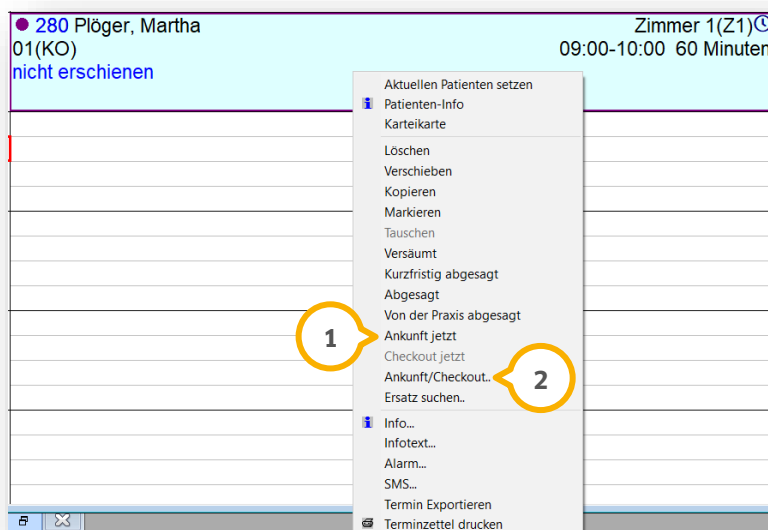 280 Plöger, Martha
Zimmer 1(Z1)
01(KO)
09:00-10:00 60 Minuten
nicht erschienen
Aktuellen Patienten setzen
Patienten-Info
Karteikarte
Löschen
Verschieben
Kopieren
Markieren
Tauschen
Versäumt
Kurzfristig abgesagt
Abgesagt
Von der Praxis abgesagt
1
Ankunft jetzt
Checkout jetzt
Ankunft/Checkout..
2
Ersatz suchen..
Info...
Infotext...
Alarm...
SMS...
Termin Exportieren
Terminzettel drucken